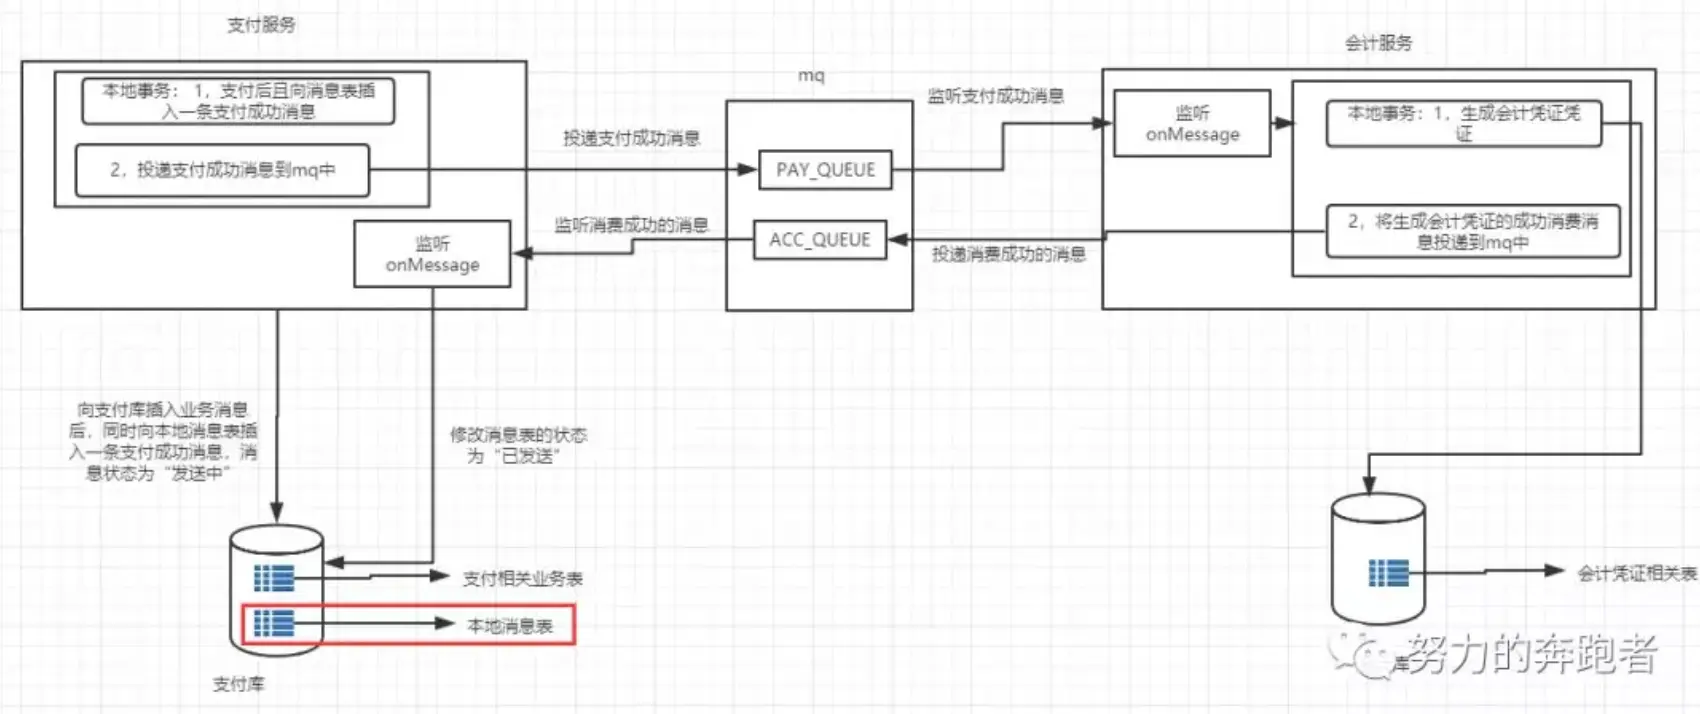 支付服务
会计服务
mq
本地事务： 1，支付后且向消息表插
入一条支付成功消息
2，投递支付成功消息到mq中
监听
onMessage
投递支付成功消息
监听消费成功的消息
PAY_QUEUE
ACC_QUEUE
监听支付成功消息
投递消费成功的消息
监听
onMessage
本地事务：1，生成会计凭证凭
证
2，将生成会计凭证的成功消费消
息投递到mq中
向支付库插入业务消息
后，同时向本地消息表插
入一条支付成功消息，消
息状态为“发送中”
修改消息表的状态
为“已发送”
支付相关业务表
本地消息表
支付库
会计凭证相关表
库
努力的奔跑者